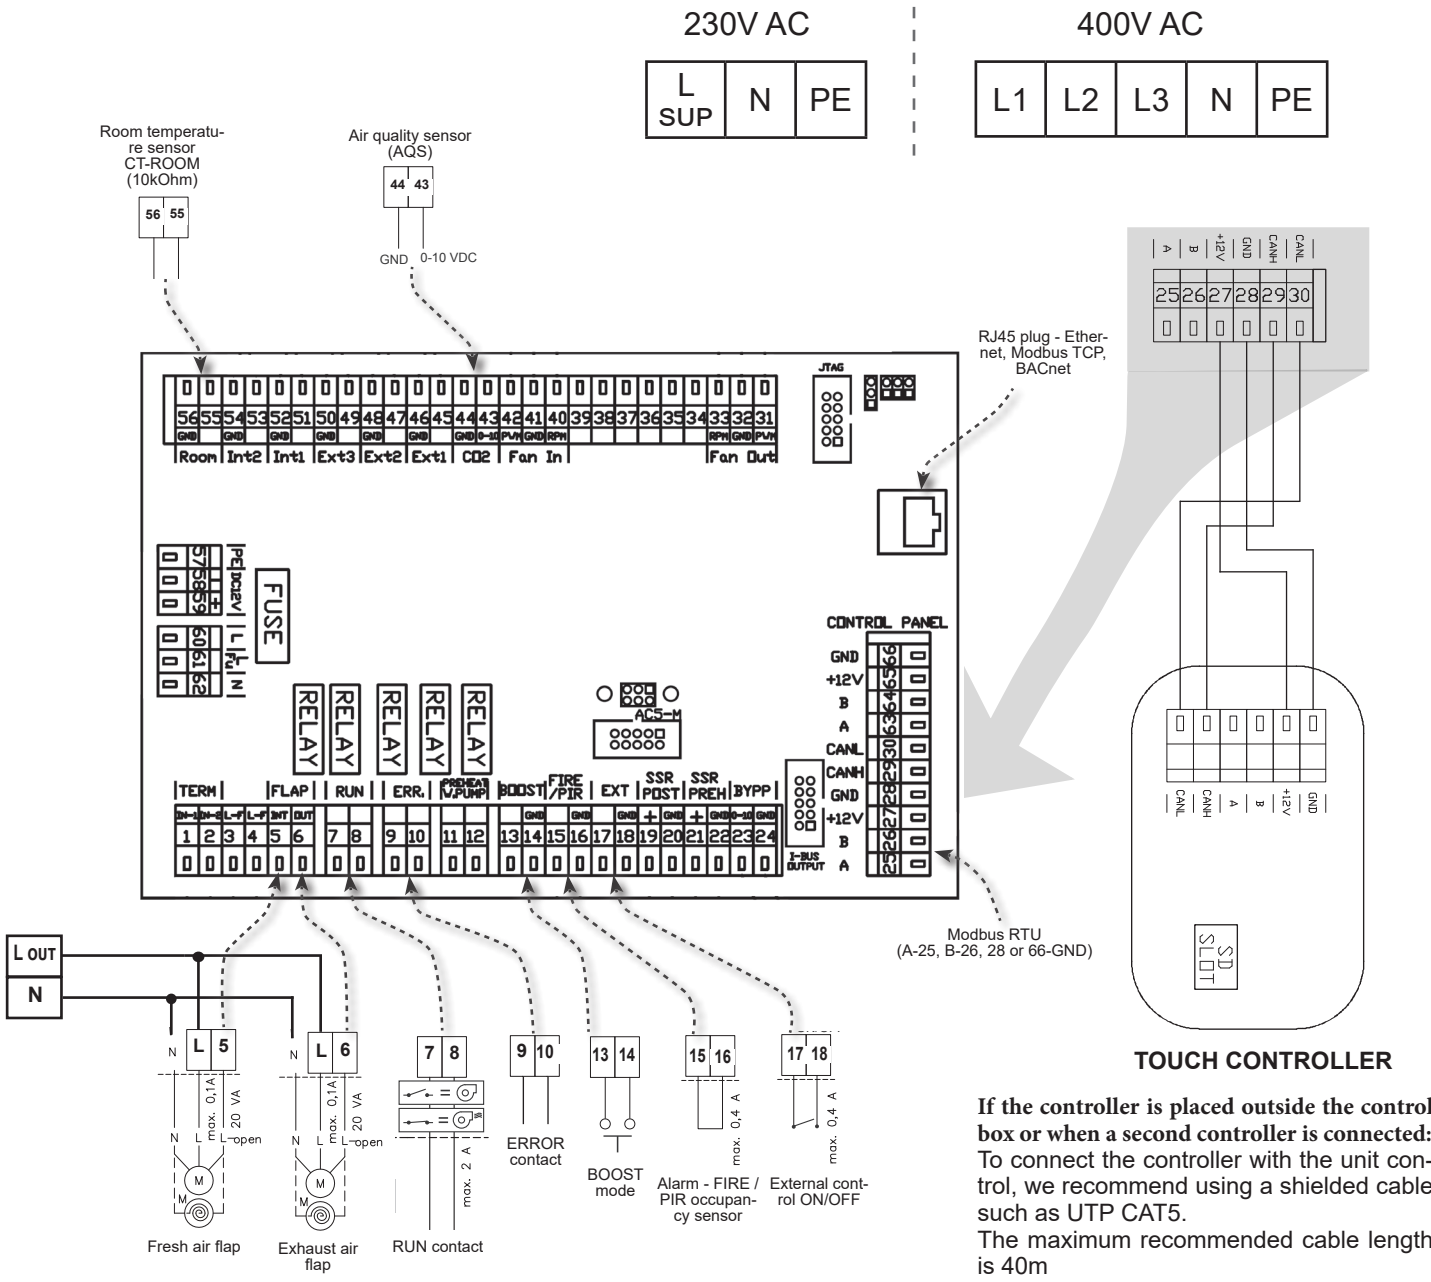 230V AC
400V AC
L SUP N PE
L1 L2 L3 N PE
Room temperatu-
re sensor
CT-ROOM
(10kOhm)
56 55
Air quality sensor
(AQS)
44 43
GND 0-10 VDC
A B +12V GND CANH CANL
25 26 27 28 29 30
RJ45 plug - Ether-
net, Modbus TCP,
BACnet
JTAG
56 55 54 53 52 51 50 49 48 47 46 45 44 43 42 41 40 39 38 37 36 35 34 33 32 31
GND GND GND GND GND GND GND 0-10 PWM GND RPM RPM GND PWM
Room Int2 Int1 Ext3 Ext2 Ext1 CO2 Fan In Fan Out
57 58 59
PE DC12V
- +
60 61 62
L L Fu N
FUSE
RELAY RELAY RELAY RELAY RELAY
AC5-M
CONTROL PANEL
GND 66
+12V 65
B 64
A 63
CANL 30
CANH 29
GND 28
+12V 27
B 26
A 25
I-BUS
OUTPUT
TERM FLAP RUN ERR. PREHEAT W.PUMP BOOST FIRE /PIR EXT SSR POST SSR PREH BYPP
IN-1 IN-2 L-F L-F INT OUT GND GND GND + GND + GND 0-10 GND
1 2 3 4 5 6 7 8 9 10 11 12 13 14 15 16 17 18 19 20 21 22 23 24
Modbus RTU
(A-25, B-26, 28 or 66-GND)
L OUT
N
N L 5
max. 0,1A
20 VA
N L L-open
M
M
Fresh air flap
N L 6
max. 0,1A
20 VA
N L L-open
M
M
Exhaust air
flap
7 8
=
=
max. 2 A
RUN contact
9 10
ERROR
contact
13 14
BOOST
mode
15 16
max. 0,4 A
Alarm - FIRE /
PIR occupan-
cy sensor
17 18
max. 0,4 A
External cont-
rol ON/OFF
CANL CANH A B +12V GND
SD
SLOT
TOUCH CONTROLLER
If the controller is placed outside the control
box or when a second controller is connected:
To connect the controller with the unit con-
trol, we recommend using a shielded cable
such as UTP CAT5.
The maximum recommended cable length
is 40m